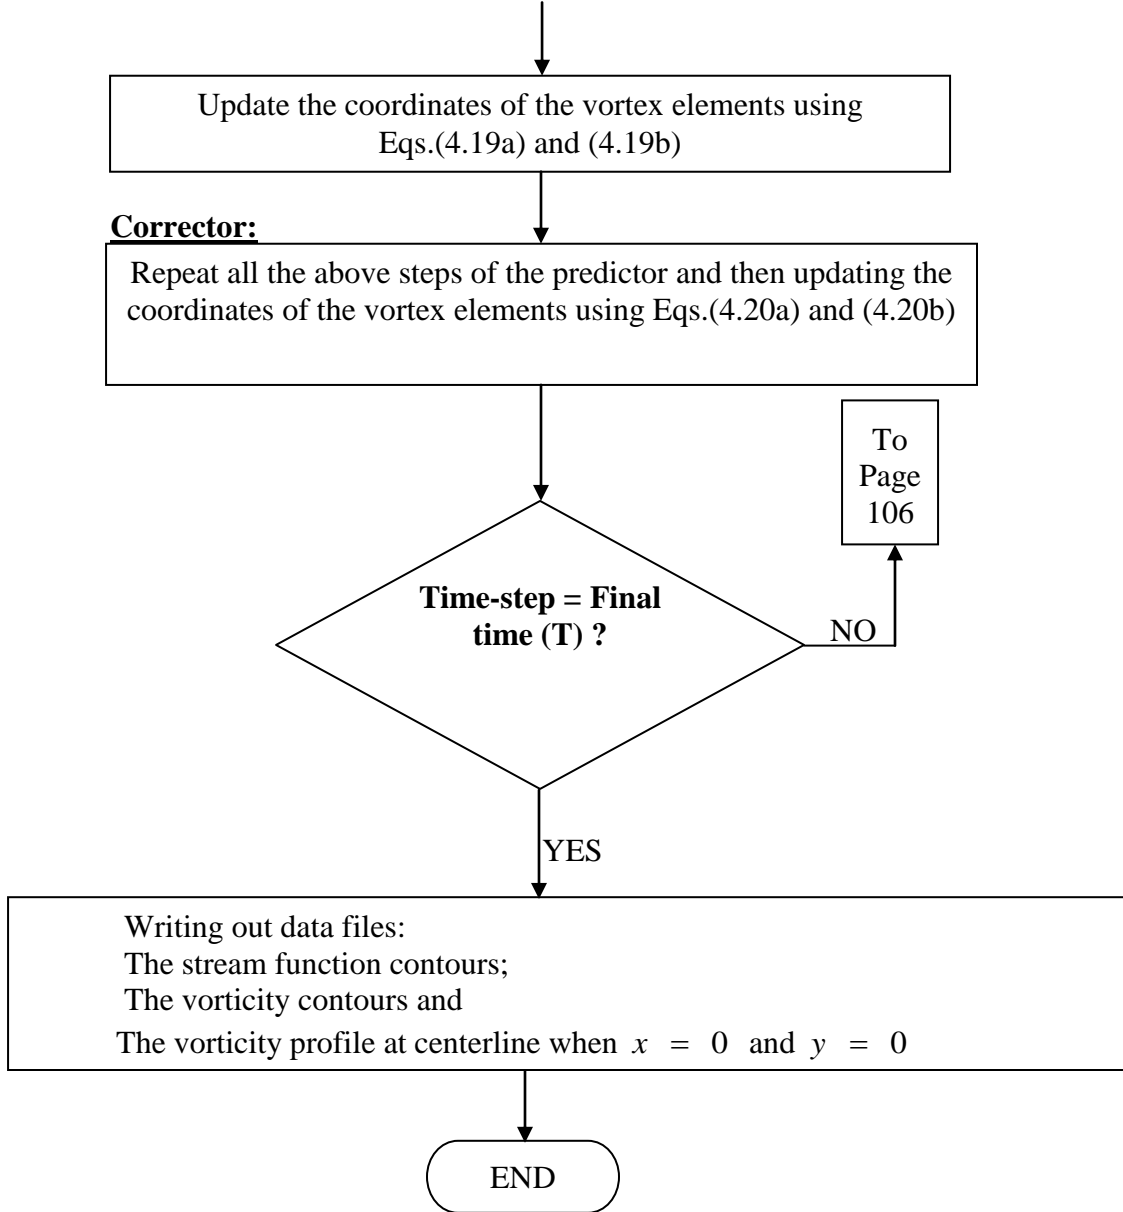 Update the coordinates of the vortex elements using
Eqs.(4.19a) and (4.19b)
Corrector:
Repeat all the above steps of the predictor and then updating the
coordinates of the vortex elements using Eqs.(4.20a) and (4.20b)
To
Page
106
Time-step = Final
time (T) ?
NO
YES
Writing out data files:
The stream function contours;
The vorticity contours and
The vorticity profile at centerline when x = 0 and y = 0
END